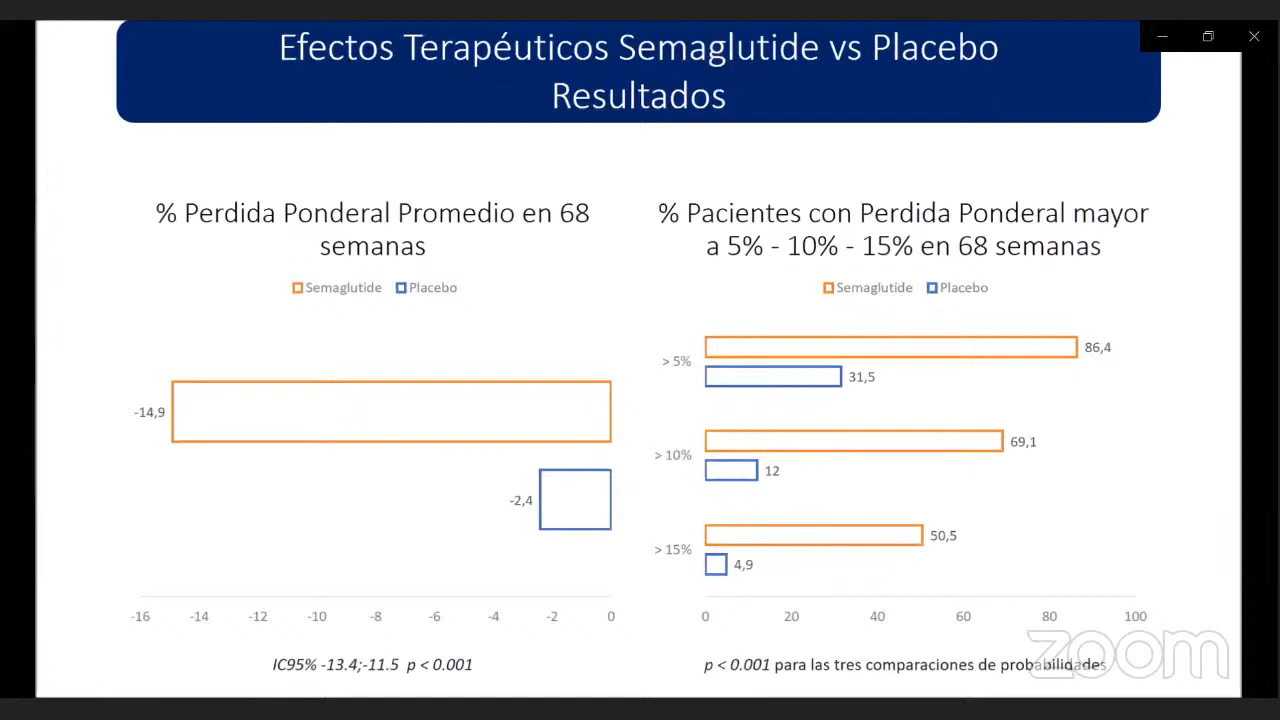 Efectos Terapéuticos Semaglutide vs Placebo
Resultados
% Perdida Ponderal Promedio en 68
semanas
Semaglutide Placebo
-14,9
-2,4
-16 -14 -12 -10 -8 -6 -4 -2 0
IC95% -13.4;-11.5 p < 0.001
% Pacientes con Perdida Ponderal mayor
a 5% - 10% - 15% en 68 semanas
Semaglutide Placebo
> 5%
86,4
31,5
> 10%
69,1
12
> 15%
50,5
4,9
0 20 40 60 80 100
p < 0.001 para las tres comparaciones de probabilidades
zoom